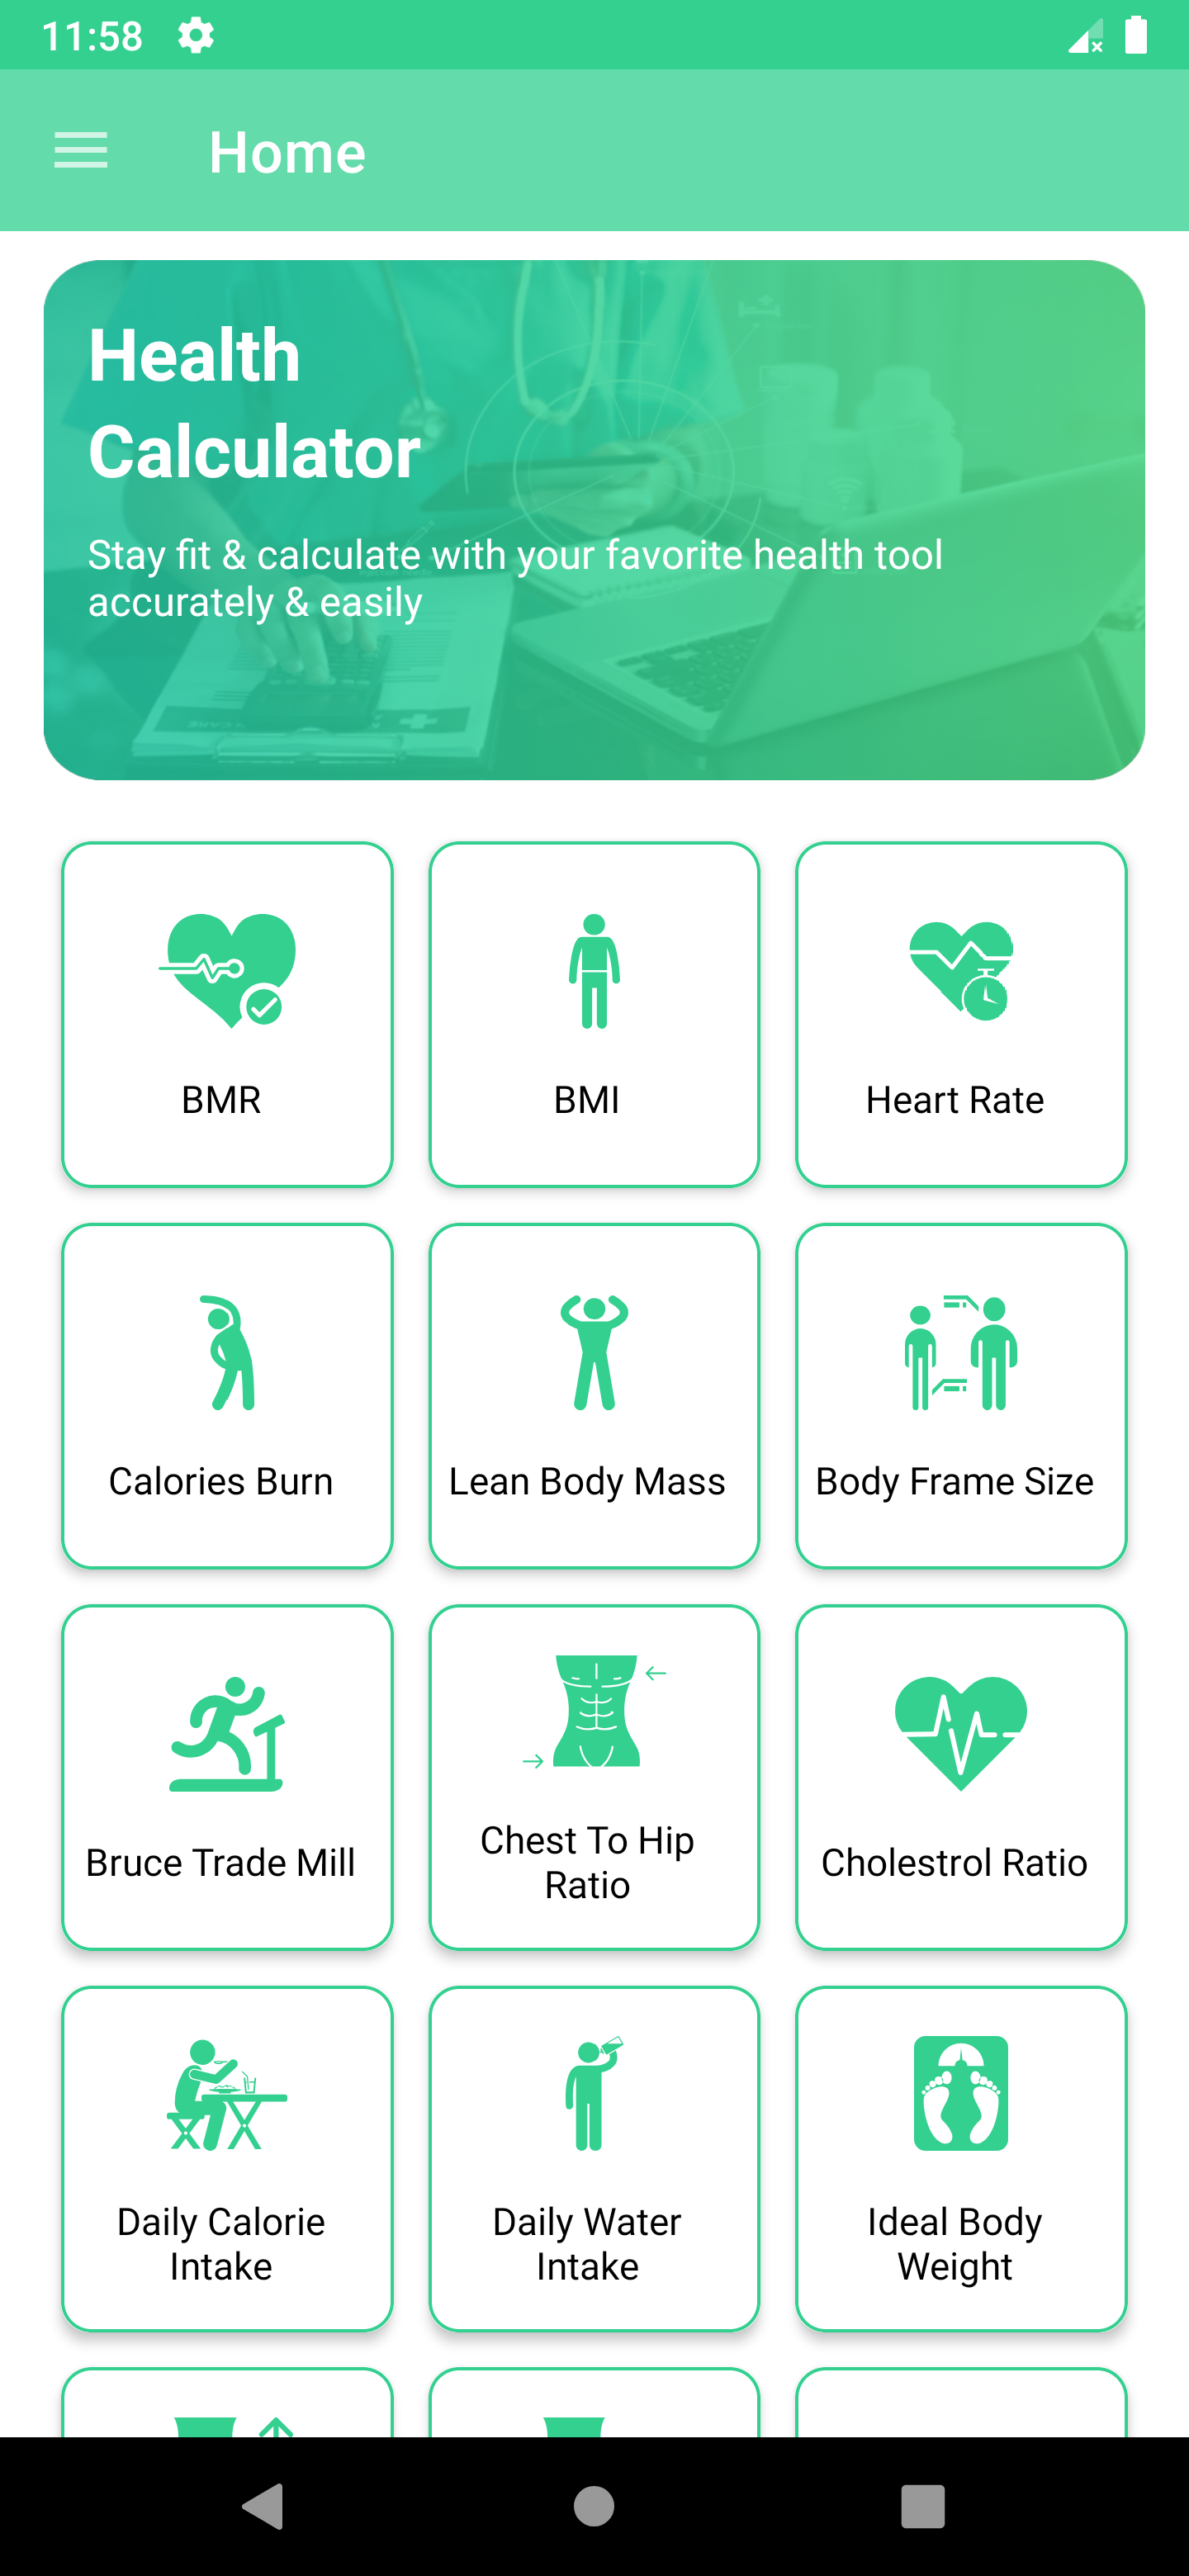 11:58
Home
Health
Calculator
Stay fit & calculate with your favorite health tool
accurately & easily
BMR
BMI
Heart Rate
Calories Burn
Lean Body Mass
Body Frame Size
Bruce Trade Mill
Chest To Hip
Ratio
Cholestrol Ratio
Daily Calorie
Intake
Daily Water
Intake
Ideal Body
Weight